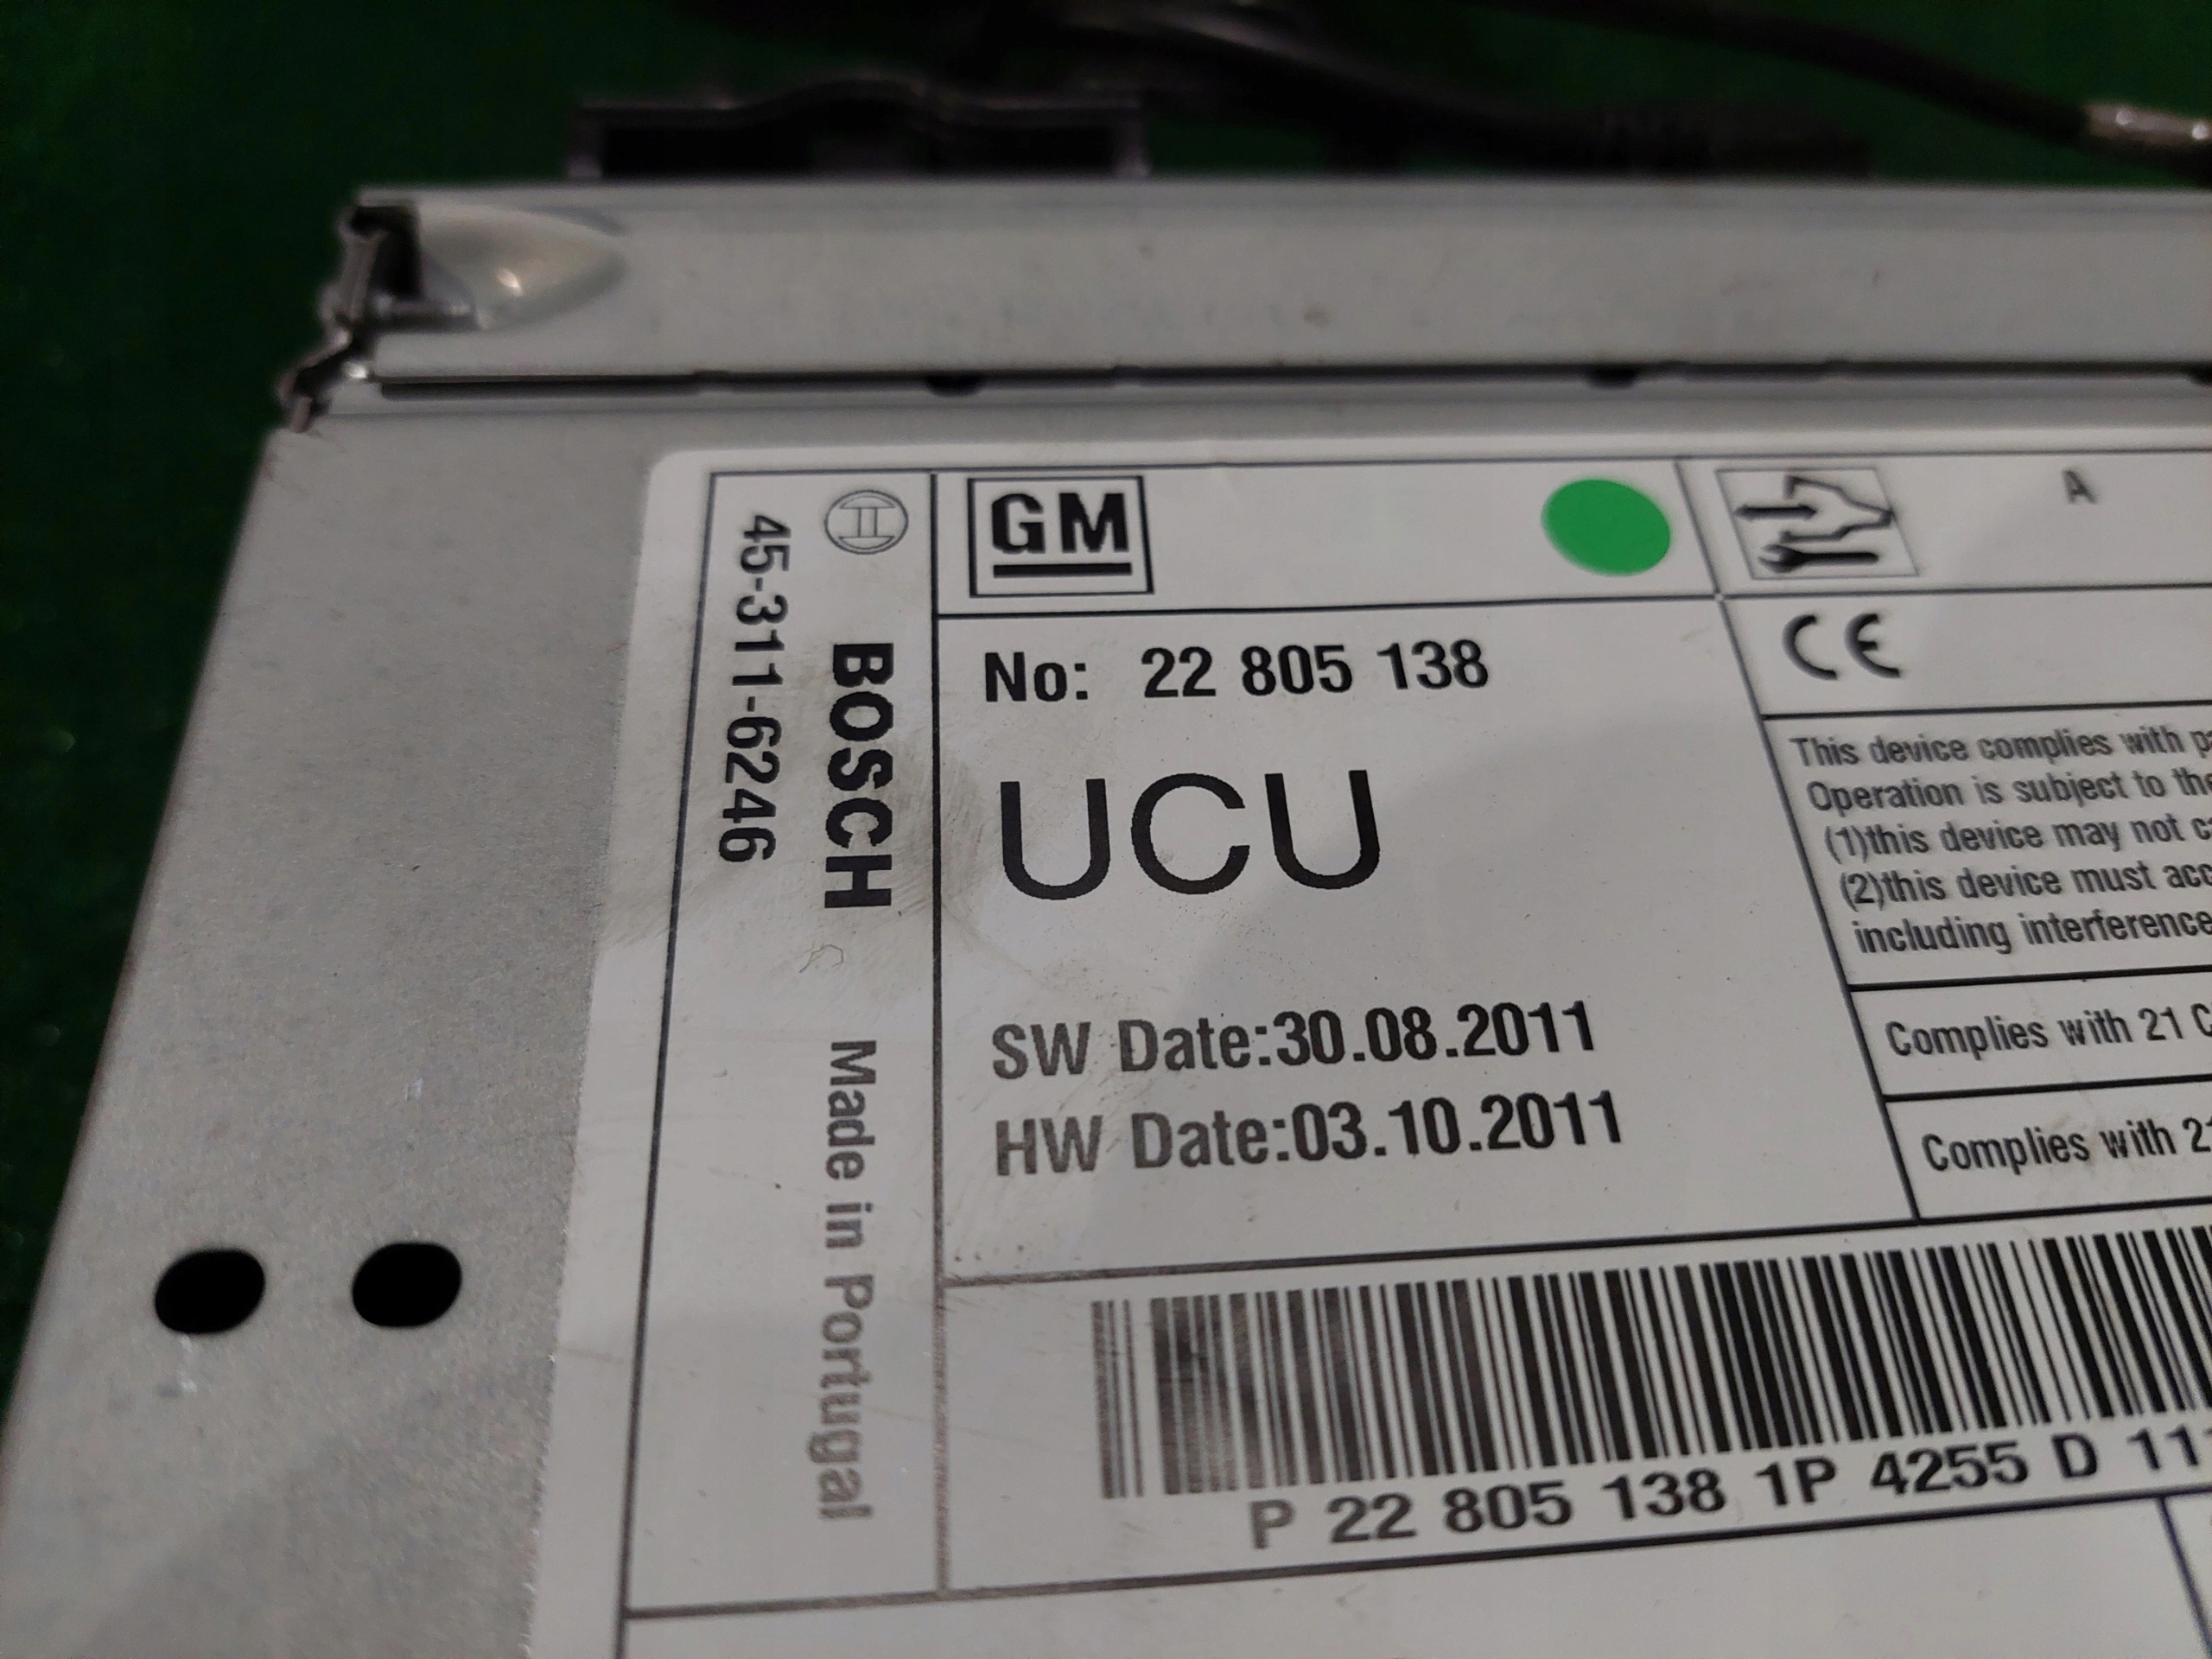 45-311-6246
BOSCH Made in Portugal
GM
A
No: 22 805 138
UCU
SW Date:30.08.2011
HW Date:03.10.2011
CE
This device complies with
Operation is subject to the
(1)this device may not
(2)this device must
including interference
Complies with 21
Complies with
P 22 805 138 1P 4255 D 11